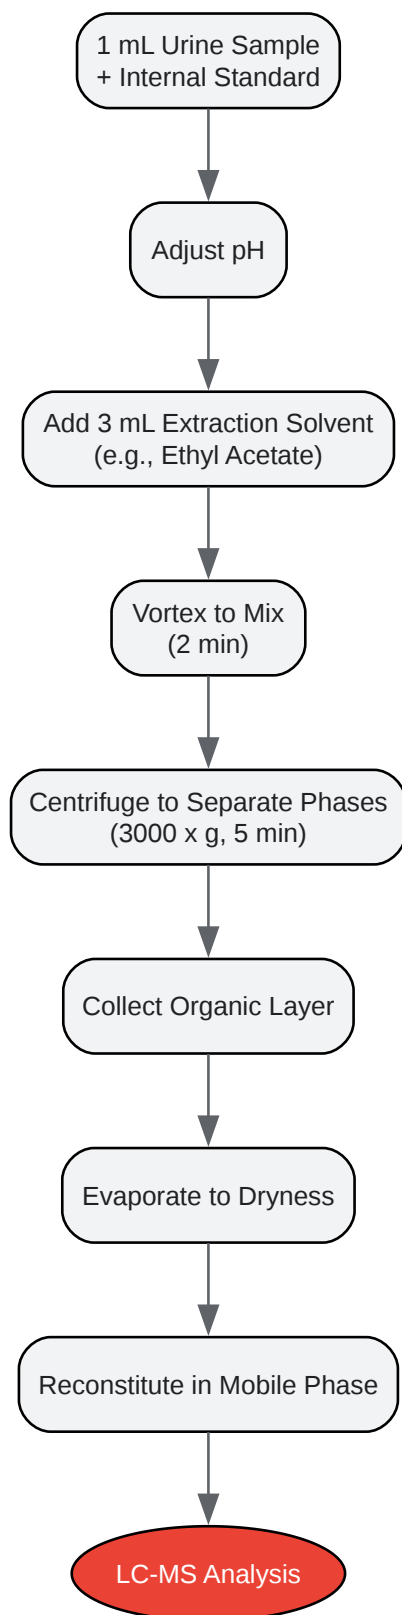 1 mL Urine Sample
+ Internal Standard
Adjust pH
Add 3 mL Extraction Solvent
(e.g., Ethyl Acetate)
Vortex to Mix
(2 min)
Centrifuge to Separate Phases
(3000 x g, 5 min)
Collect Organic Layer
Evaporate to Dryness
Reconstitute in Mobile Phase
LC-MS Analysis